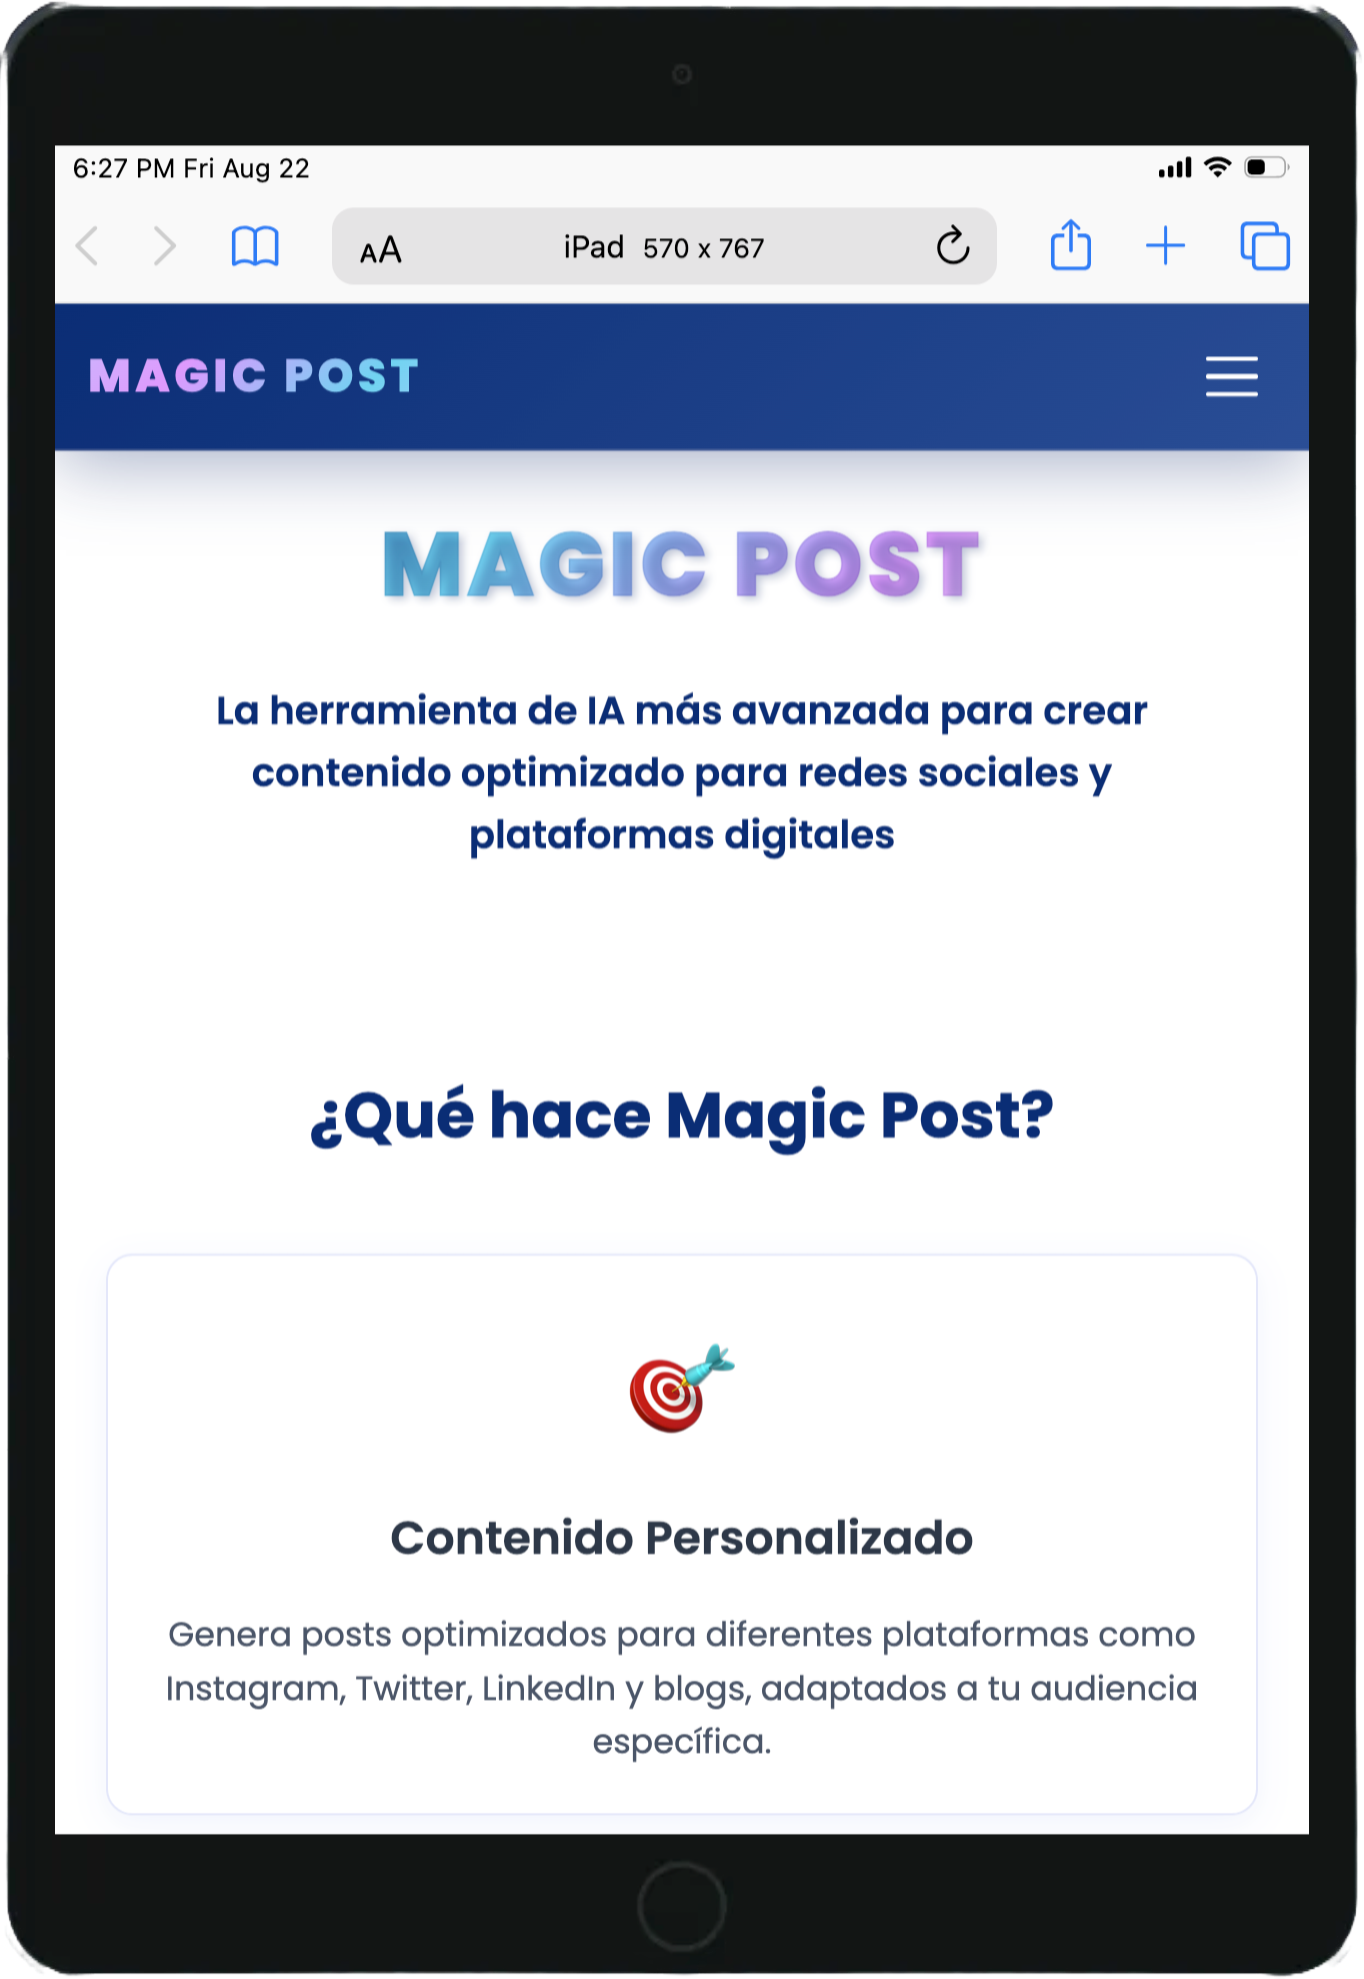 6:27 PM Fri Aug 22
AA iPad 570 x 767
MAGIC POST
MAGIC POST
La herramienta de IA más avanzada para crear
contenido optimizado para redes sociales y
plataformas digitales
¿Qué hace Magic Post?
Contenido Personalizado
Genera posts optimizados para diferentes plataformas como
Instagram, Twitter, LinkedIn y blogs, adaptados a tu audiencia
específica.